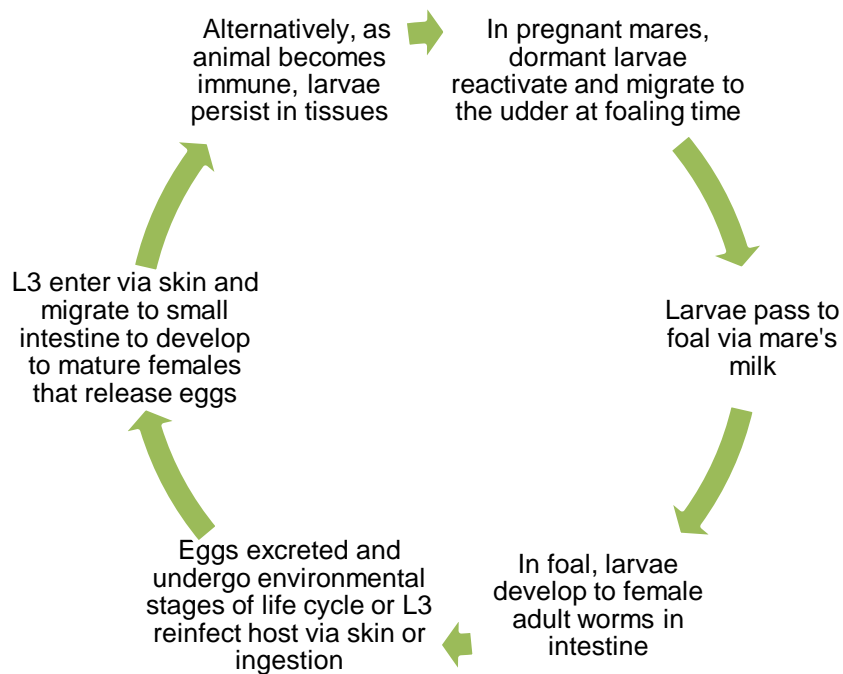 Alternatively, as
animal becomes
immune, larvae
persist in tissues
In pregnant mares,
dormant larvae
reactivate and migrate to
the udder at foaling time
Larvae pass to
foal via mare's
milk
In foal, larvae
develop to female
adult worms in
intestine
Eggs excreted and
undergo environmental
stages of life cycle or L3
reinfect host via skin or
ingestion
L3 enter via skin and
migrate to small
intestine to develop
to mature females
that release eggs